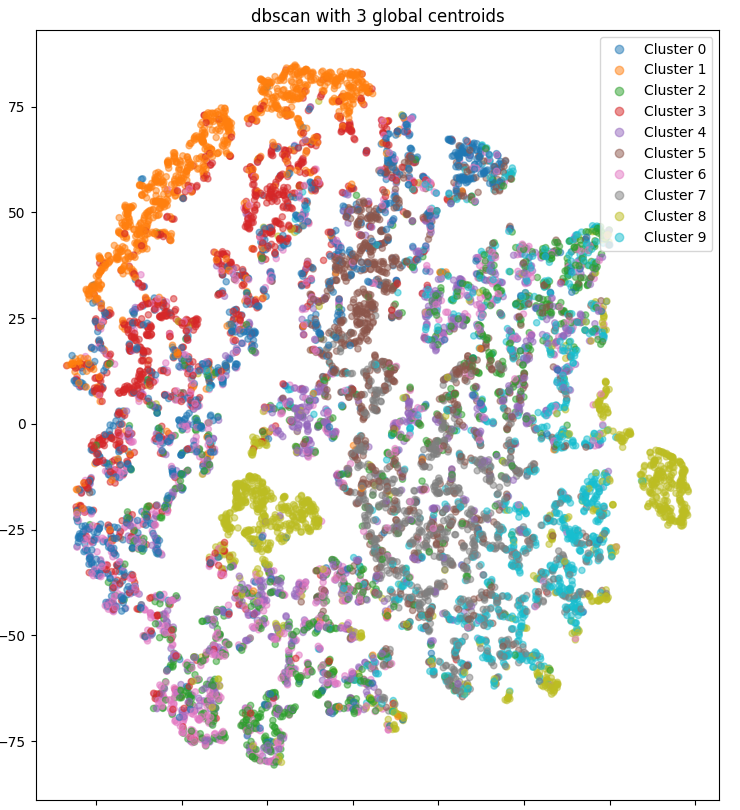 dbscan with 3 global centroids
Cluster 0
Cluster 1
Cluster 2
Cluster 3
Cluster 4
Cluster 5
Cluster 6
Cluster 7
Cluster 8
Cluster 9
75
50
25
0
−25
−50
−75